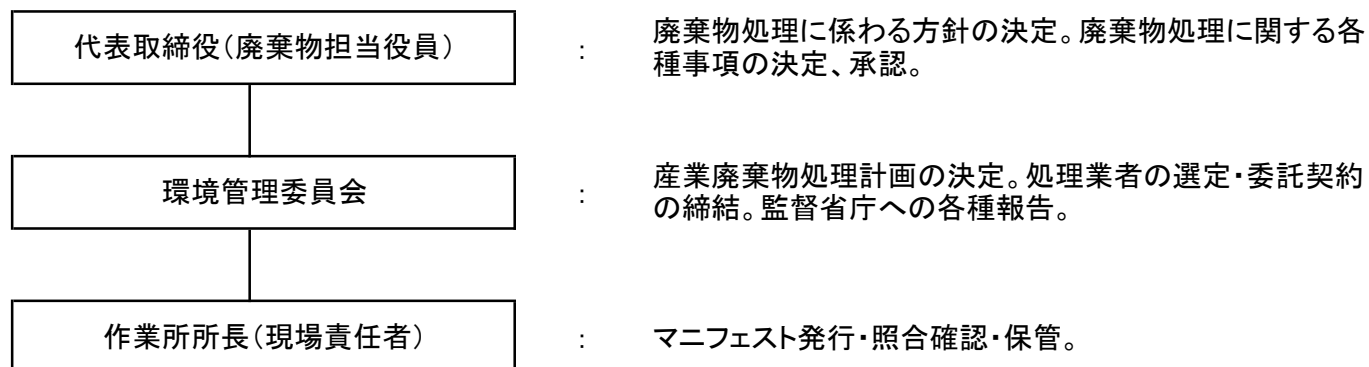 代表取締役(廃棄物担当役員)
:
廃棄物処理に係わる方針の決定。廃棄物処理に関する各
種事項の決定、承認。
環境管理委員会
:
産業廃棄物処理計画の決定。処理業者の選定・委託契約
の締結。監督省庁への各種報告。
作業所所長(現場責任者)
:
マニフェスト発行・照合確認・保管。